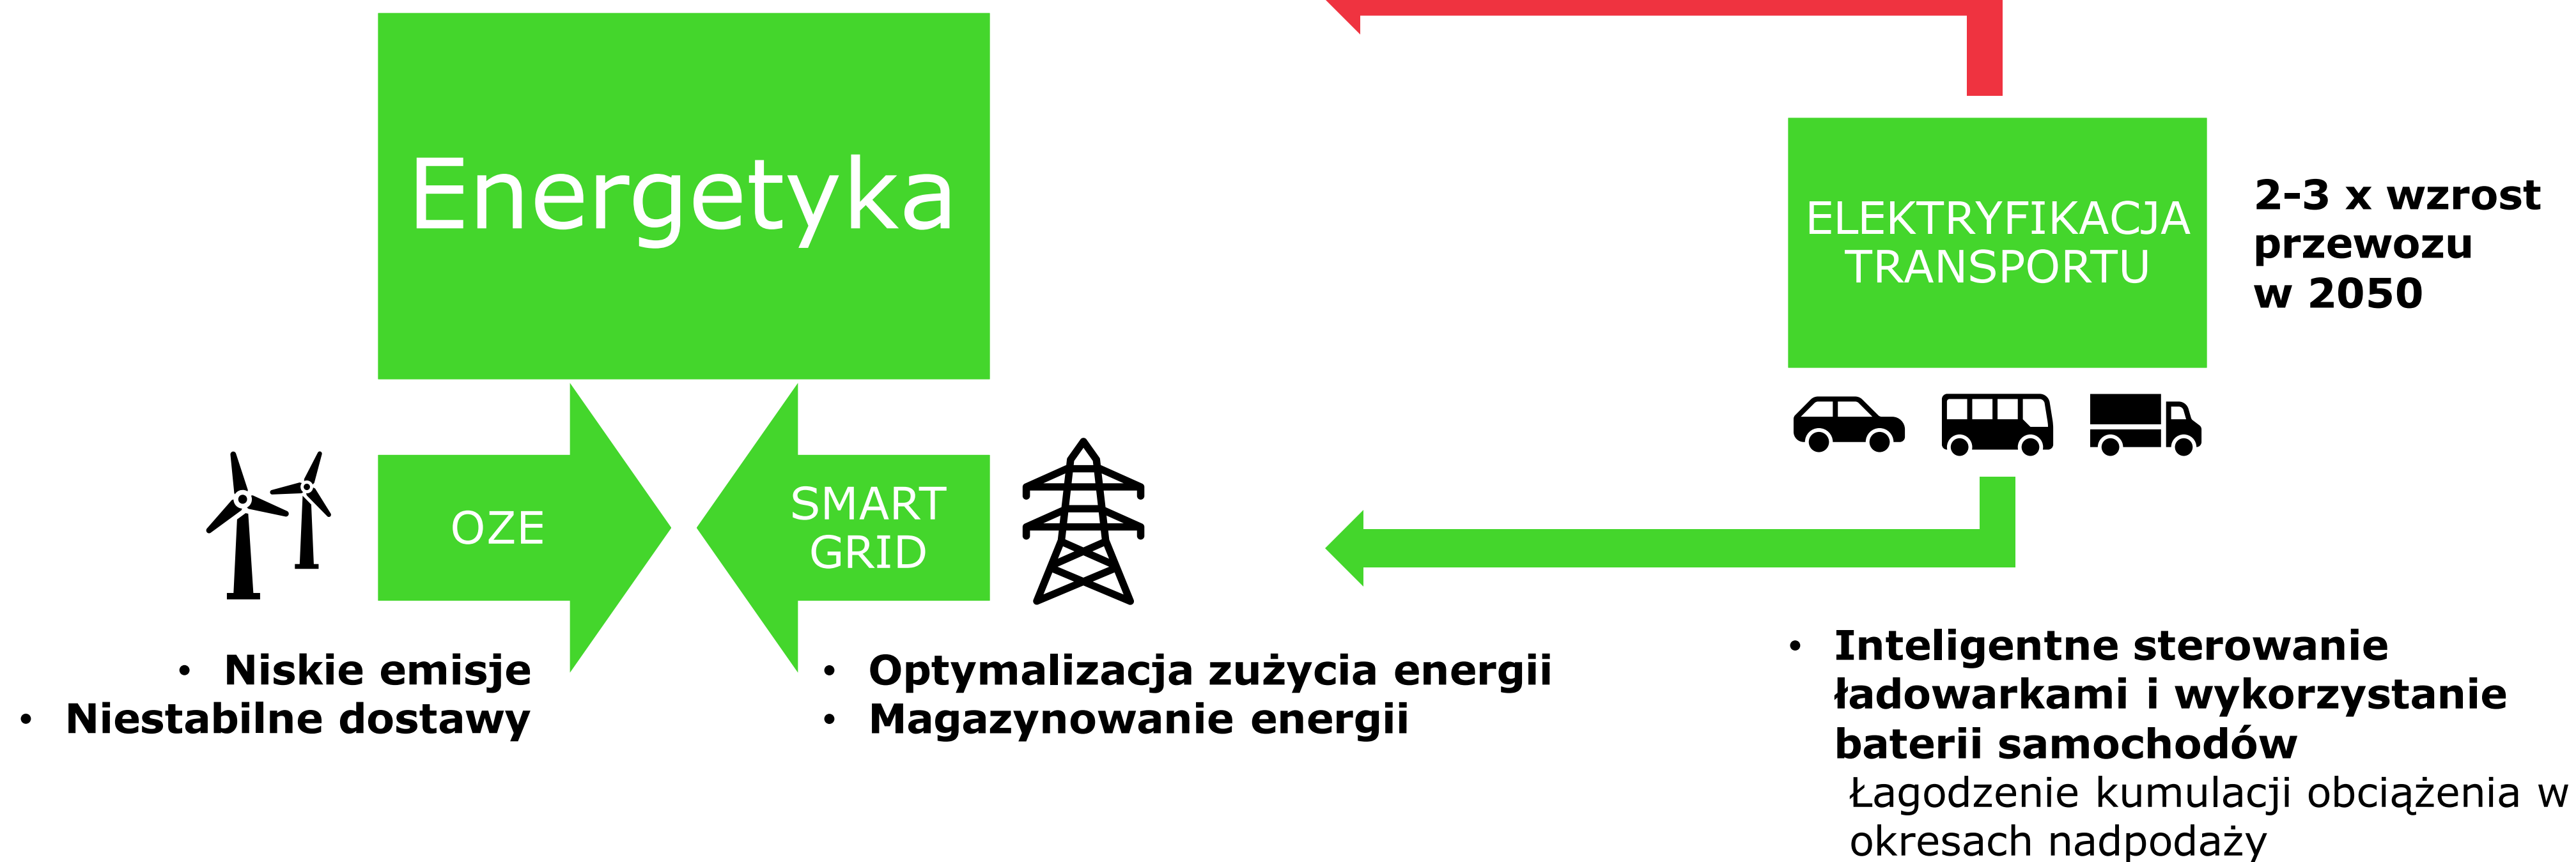 Energetyka
ELEKTRYFIKACJA
TRANSPORTU
2-3 x wzrost
przewozu
w 2050
OZE
SMART
GRID
• Niskie emisje
• Niestabilne dostawy
• Optymalizacja zużycia energii
• Magazynowanie energii
• Inteligentne sterowanie
ładowarkami i wykorzystanie
baterii samochodów
Łagodzenie kumulacji obciążenia w
okresach nadpodaży